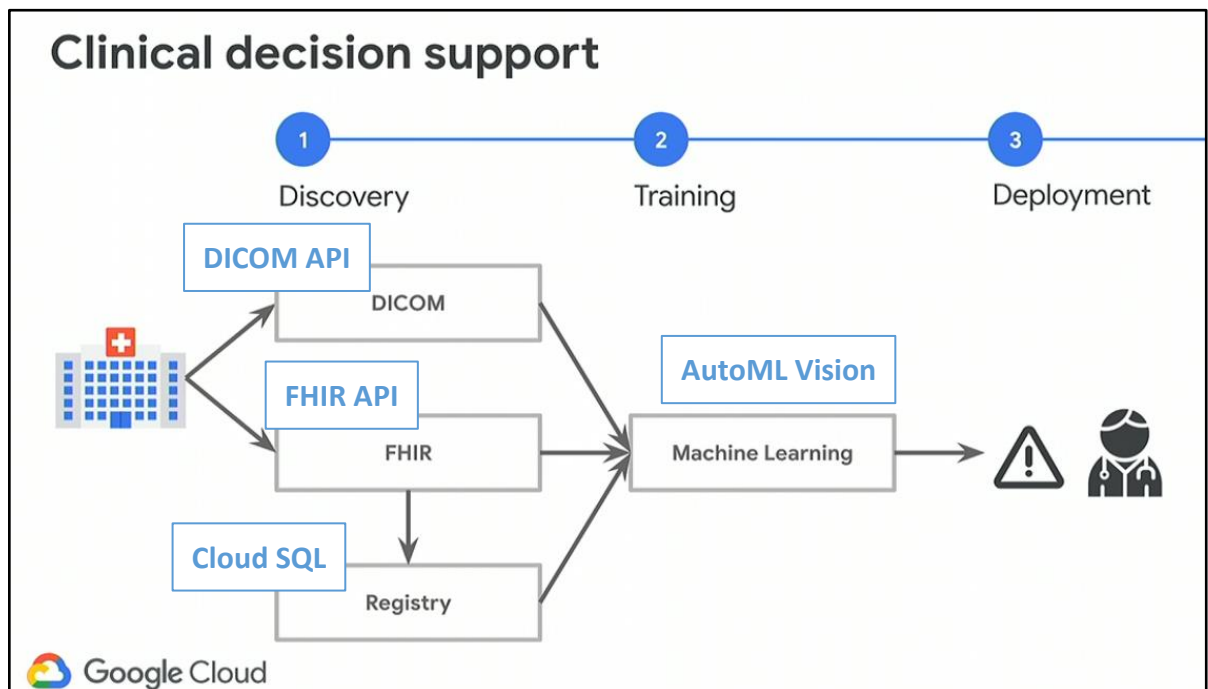 Clinical decision support
1
2
3
Discovery
Training
Deployment
DICOM API
DICOM
FHIR API
FHIR
AutoML Vision
Machine Learning
Cloud SQL
Registry
Google Cloud